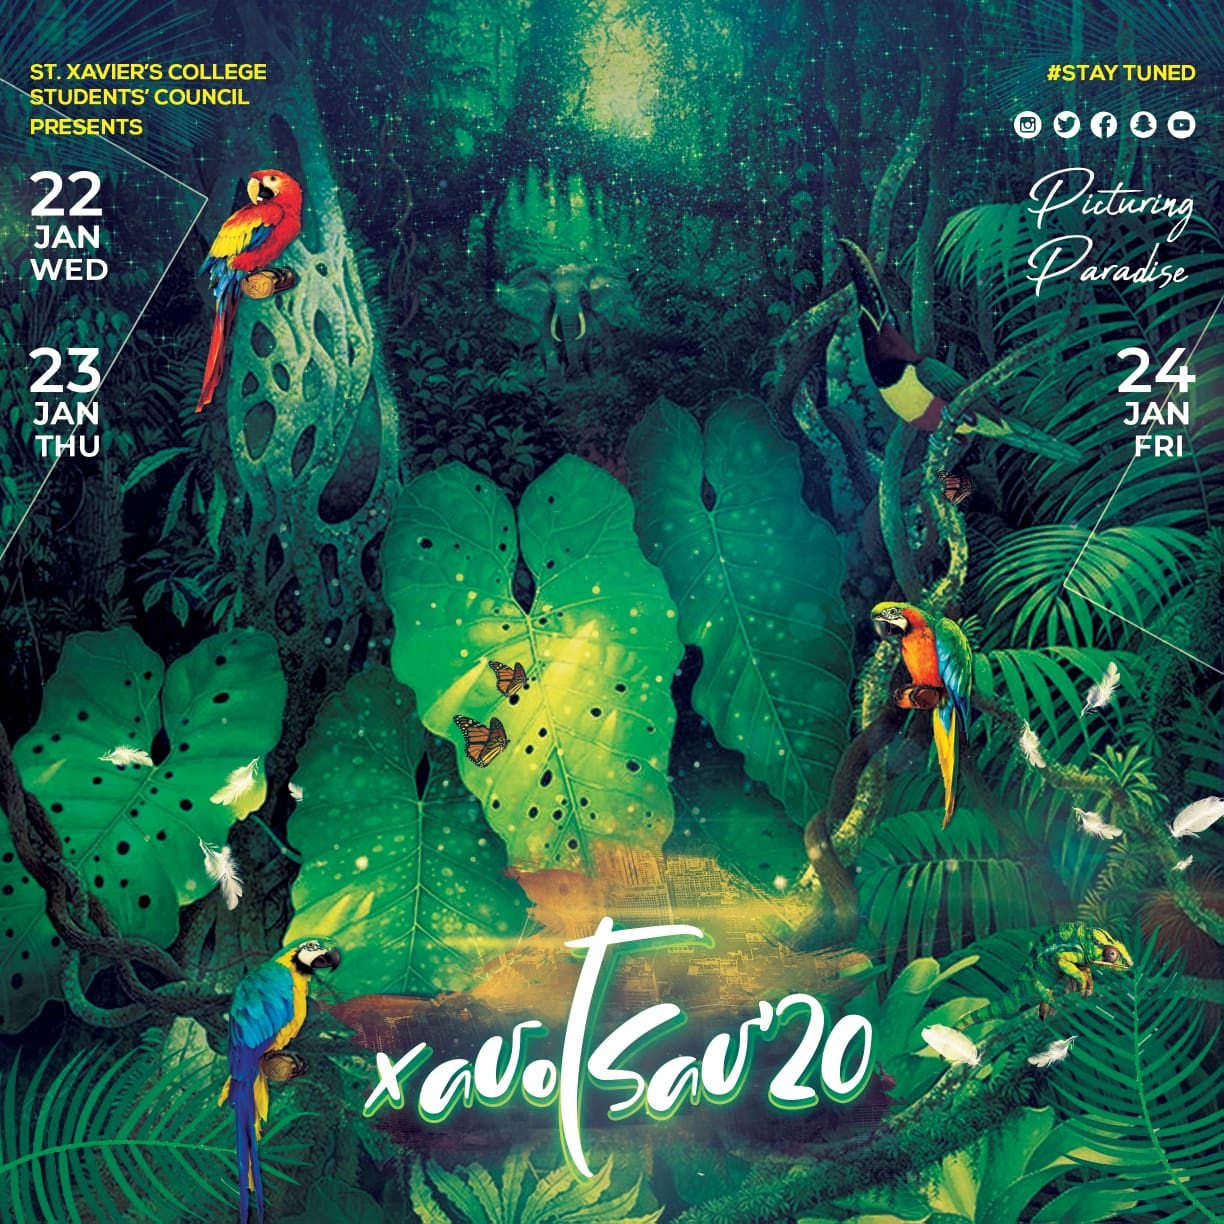 ST. XAVIER'S COLLEGE
STUDENTS' COUNCIL
PRESENTS
#STAY TUNED
Picturing
Paradise
22
JAN
WED
23
JAN
THU
24
JAN
FRI
xavoTsav'20